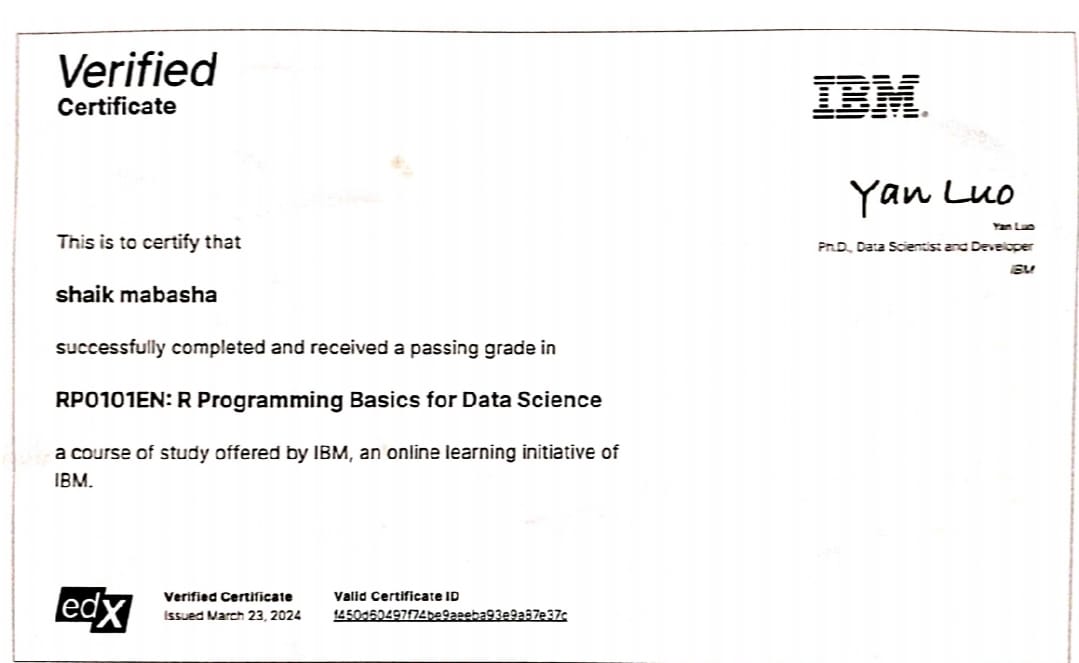 Verified
Certificate
IBM.
Yan Luo
Yan Luo
Ph.D., Data Scientist and Developer
IBM
This is to certify that
shaik mabasha
successfully completed and received a passing grade in
RP0101EN: R Programming Basics for Data Science
a course of study offered by IBM, an online learning initiative of
IBM.
edX
Verified Certificate
Issued March 23, 2024
Valid Certificate ID